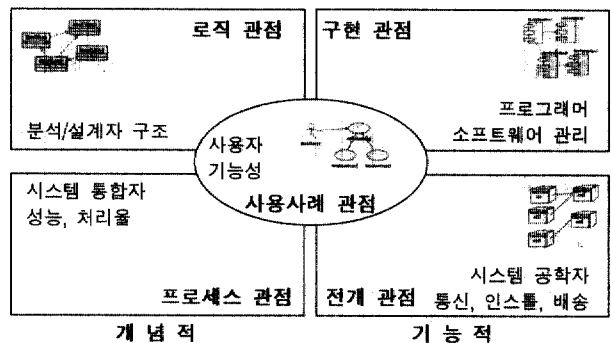 로직 관점
분석/설계자 구조
구현 관점
프로그래머
소프트웨어 관리
사용자
기능성
사용사례 관점
시스템 통합자
성능, 처리율
프로세스 관점
시스템 공학자
통신, 인스톨, 배송
전개 관점
개 념 적
기 능 적